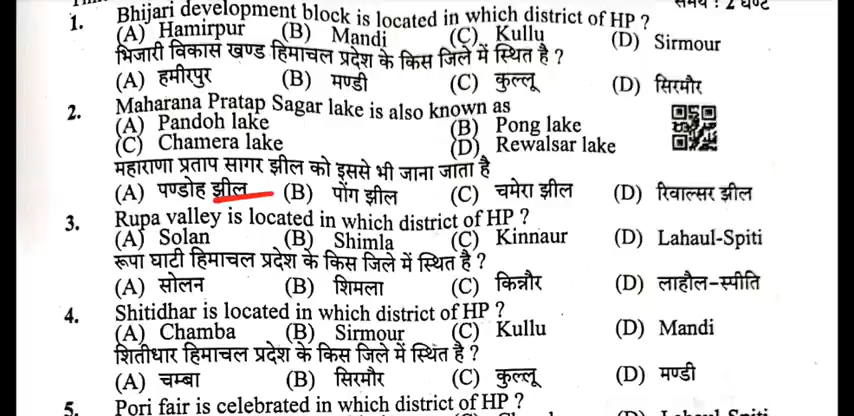 समय : 2 घण्टे
1. Bhijari development block is located in which district of HP ?
(A) Hamirpur (B) Mandi (C) Kullu (D) Sirmour
भिजारी विकास खण्ड हिमाचल प्रदेश के किस जिले में स्थित है ?
(A) हमीरपुर (B) मण्डी (C) कुल्लू (D) सिरमौर
2. Maharana Pratap Sagar lake is also known as
(A) Pandoh lake (B) Pong lake
(C) Chamera lake (D) Rewalsar lake
महाराणा प्रताप सागर झील को इससे भी जाना जाता है
(A) पण्डोह झील (B) पोंग झील (C) चमेरा झील (D) रिवाल्सर झील
3. Rupa valley is located in which district of HP ?
(A) Solan (B) Shimla (C) Kinnaur (D) Lahaul-Spiti
रूपा घाटी हिमाचल प्रदेश के किस जिले में स्थित है ?
(A) सोलन (B) शिमला (C) किन्नौर (D) लाहौल-स्पीति
4. Shitidhar is located in which district of HP ?
(A) Chamba (B) Sirmour (C) Kullu (D) Mandi
शितीधार हिमाचल प्रदेश के किस जिले में स्थित है ?
(A) चम्बा (B) सिरमौर (C) कुल्लू (D) मण्डी
5. Pori fair is celebrated in which district of HP ?
(D) Lahaul-Spiti